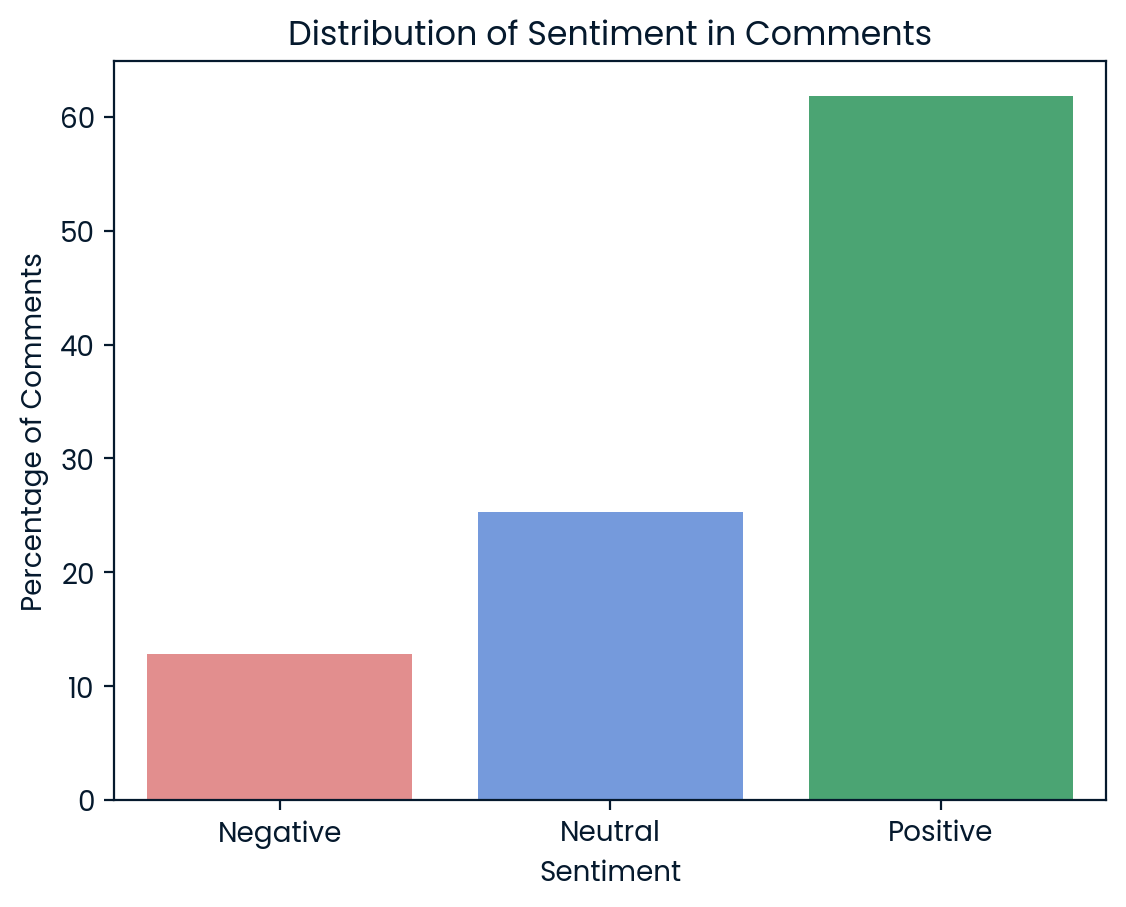 Distribution of Sentiment in Comments
Percentage of Comments
60
50
40
30
20
10
0
Negative Neutral Positive
Sentiment